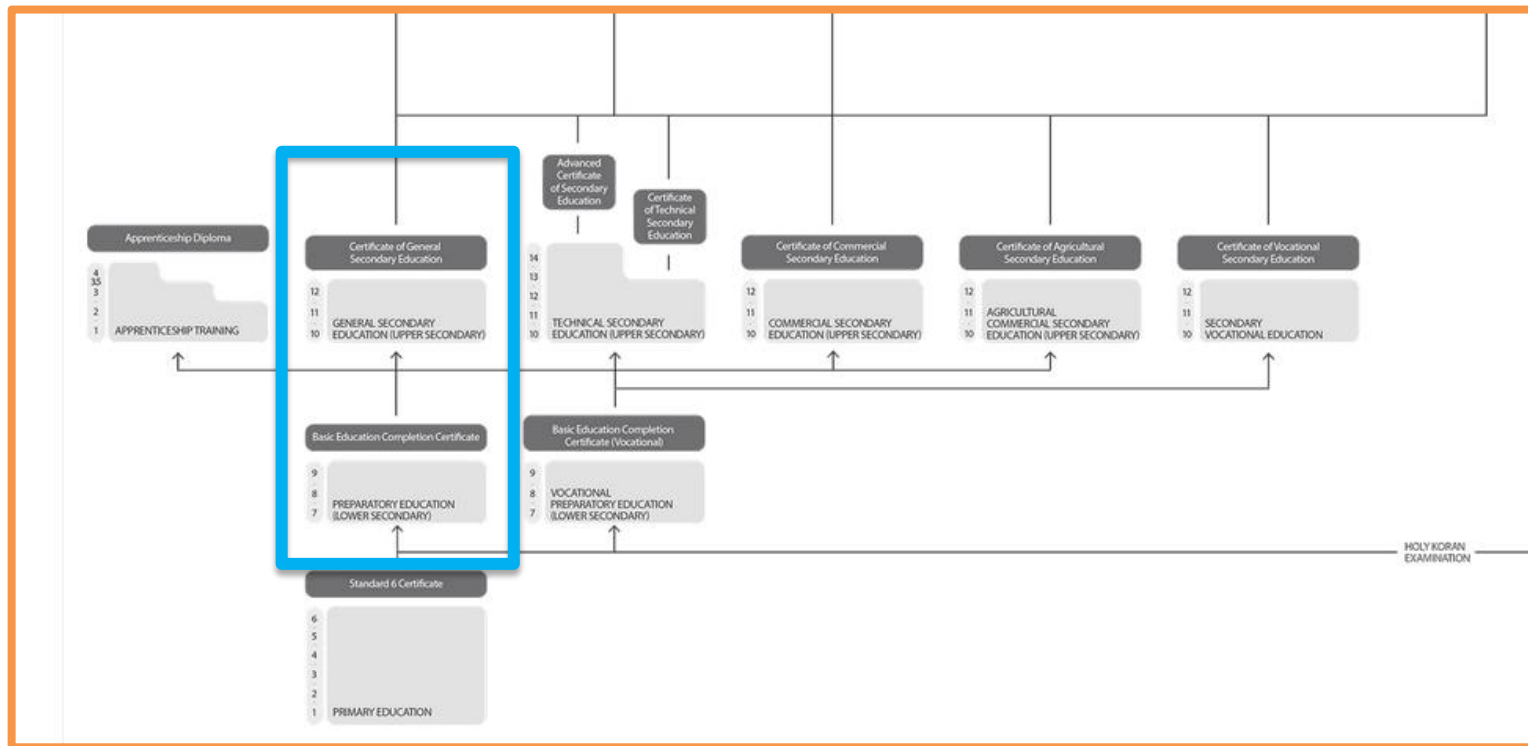 Advanced
Certificate
of Secondary
Education
Certificate
of Technical
Secondary
Education
Apprenticeship Diploma
Certificate of General
Secondary Education
Certificate of Commercial
Secondary Education
Certificate of Agricultural
Secondary Education
Certificate of Vocational
Secondary Education
4
3.5
3
2
1
APPRENTICESHIP TRAINING
12
11
10
GENERAL SECONDARY
EDUCATION (UPPER SECONDARY)
14
13
12
11
10
TECHNICAL SECONDARY
EDUCATION (UPPER SECONDARY)
12
11
10
COMMERCIAL SECONDARY
EDUCATION (UPPER SECONDARY)
12
11
10
AGRICULTURAL
COMMERCIAL SECONDARY
EDUCATION (UPPER SECONDARY)
12
11
10
SECONDARY
VOCATIONAL EDUCATION
Basic Education Completion Certificate
Basic Education Completion
Certificate (Vocational)
9
8
7
PREPARATORY EDUCATION
(LOWER SECONDARY)
9
8
7
VOCATIONAL
PREPARATORY EDUCATION
(LOWER SECONDARY)
HOLY KORAN
EXAMINATION
Standard 6 Certificate
6
5
4
3
2
1
PRIMARY EDUCATION